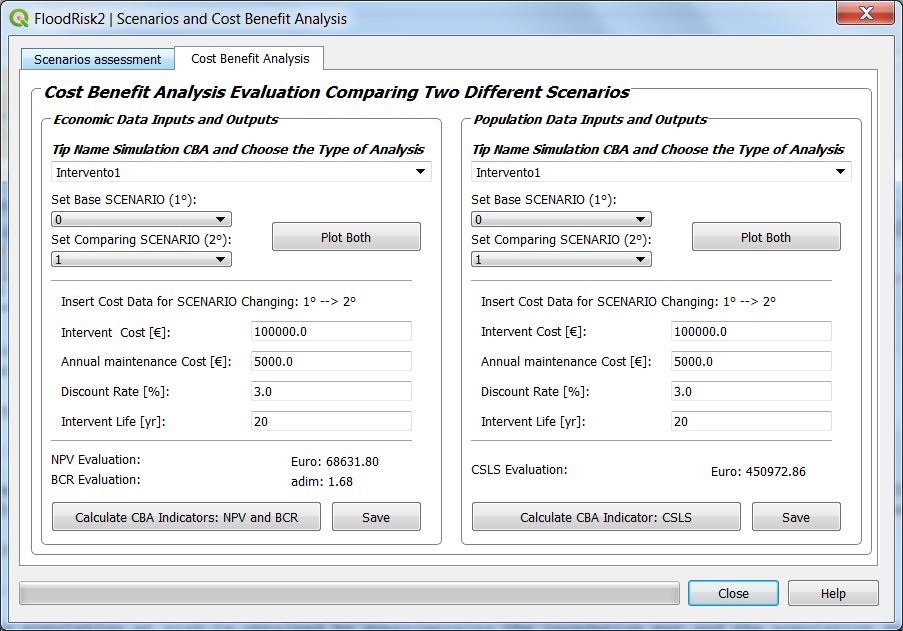 FloodRisk2 | Scenarios and Cost Benefit Analysis
Scenarios assessment
Cost Benefit Analysis
Cost Benefit Analysis Evaluation Comparing Two Different Scenarios
Economic Data Inputs and Outputs
Tip Name Simulation CBA and Choose the Type of Analysis
Intervento1
Set Base SCENARIO (1°):
0
Set Comparing SCENARIO (2°):
1
Plot Both
Insert Cost Data for SCENARIO Changing: 1° --> 2°
Intervent Cost [€]: 100000.0
Annual maintenance Cost [€]: 5000.0
Discount Rate [%]: 3.0
Intervent Life [yr]: 20
NPV Evaluation: Euro: 68631.80
BCR Evaluation: adim: 1.68
Calculate CBA Indicators: NPV and BCR
Save
Population Data Inputs and Outputs
Tip Name Simulation CBA and Choose the Type of Analysis
Intervento1
Set Base SCENARIO (1°):
0
Set Comparing SCENARIO (2°):
1
Plot Both
Insert Cost Data for SCENARIO Changing: 1° --> 2°
Intervent Cost [€]: 100000.0
Annual maintenance Cost [€]: 5000.0
Discount Rate [%]: 3.0
Intervent Life [yr]: 20
CSLS Evaluation: Euro: 450972.86
Calculate CBA Indicator: CSLS
Save
Close
Help